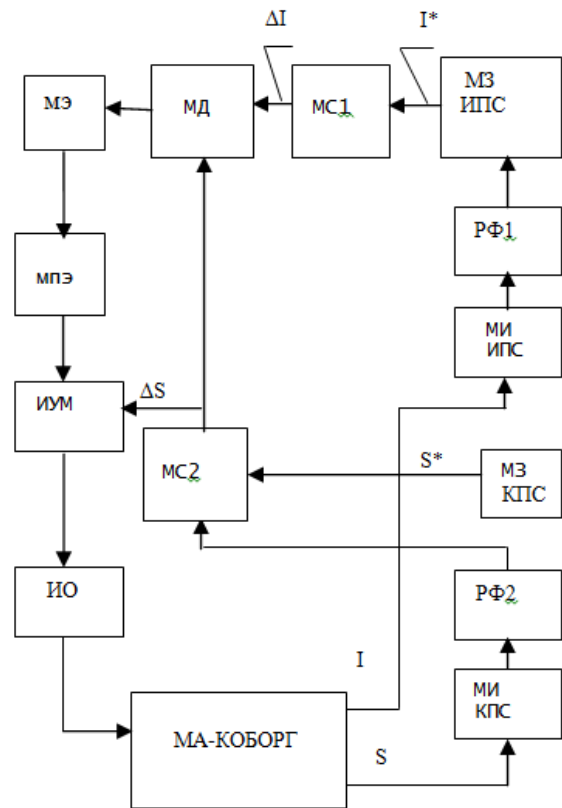 ΔI
I*
МЭ
МД
МС1
МЗ
ИПС
РФ1
МПЭ
МИ
ИПС
ИУМ
ΔS
МС2
S*
МЗ
КПС
ИО
РФ2
I
МИ
КПС
МА-КОБОРГ
S